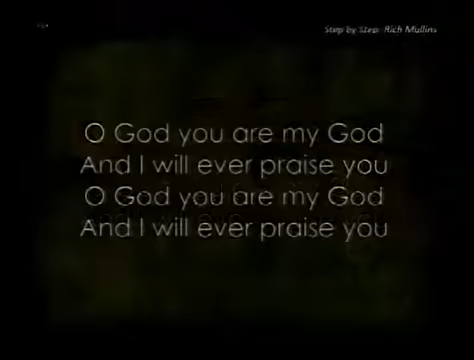 Step by Step Rich Mullins
O God you are my God
And I will ever praise you
O God you are my God
And I will ever praise you